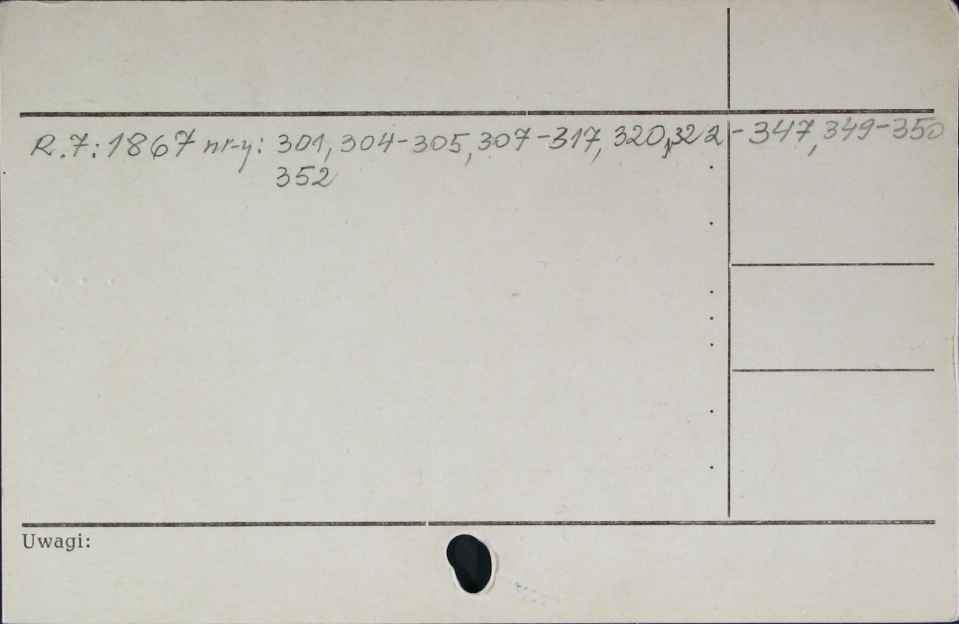 R.7:1867 nr-y: 301, 304-305, 307-317, 320, 322-347, 349-350
352
Uwagi: